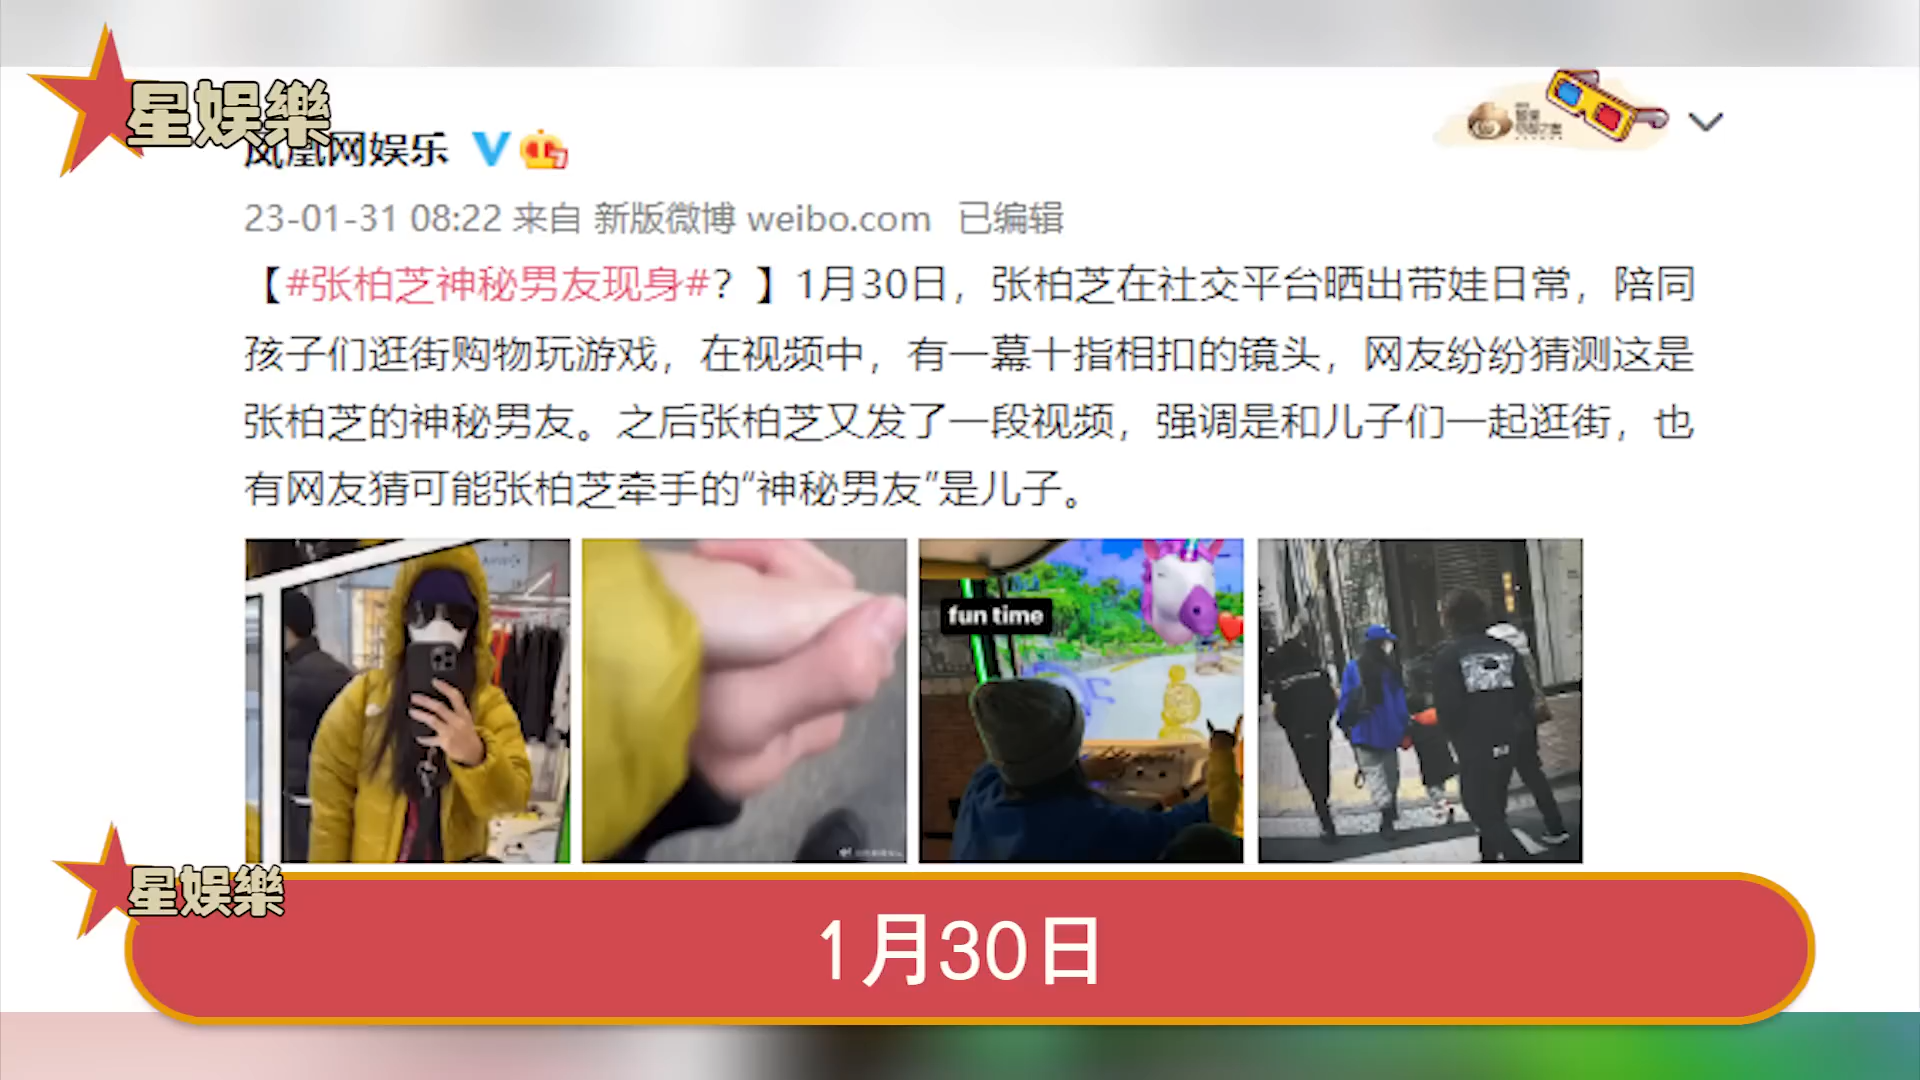 星娱樂
凤凰网娱乐
23-01-31 08:22 来自 新版微博 weibo.com 已编辑
【#张柏芝神秘男友现身#？】1月30日，张柏芝在社交平台晒出带娃日常，陪同
孩子们逛街购物玩游戏，在视频中，有一幕十指相扣的镜头，网友纷纷猜测这是
张柏芝的神秘男友。之后张柏芝又发了一段视频，强调是和儿子们一起逛街，也
有网友猜可能张柏芝牵手的“神秘男友”是儿子。
fun time
星娱樂
1月30日